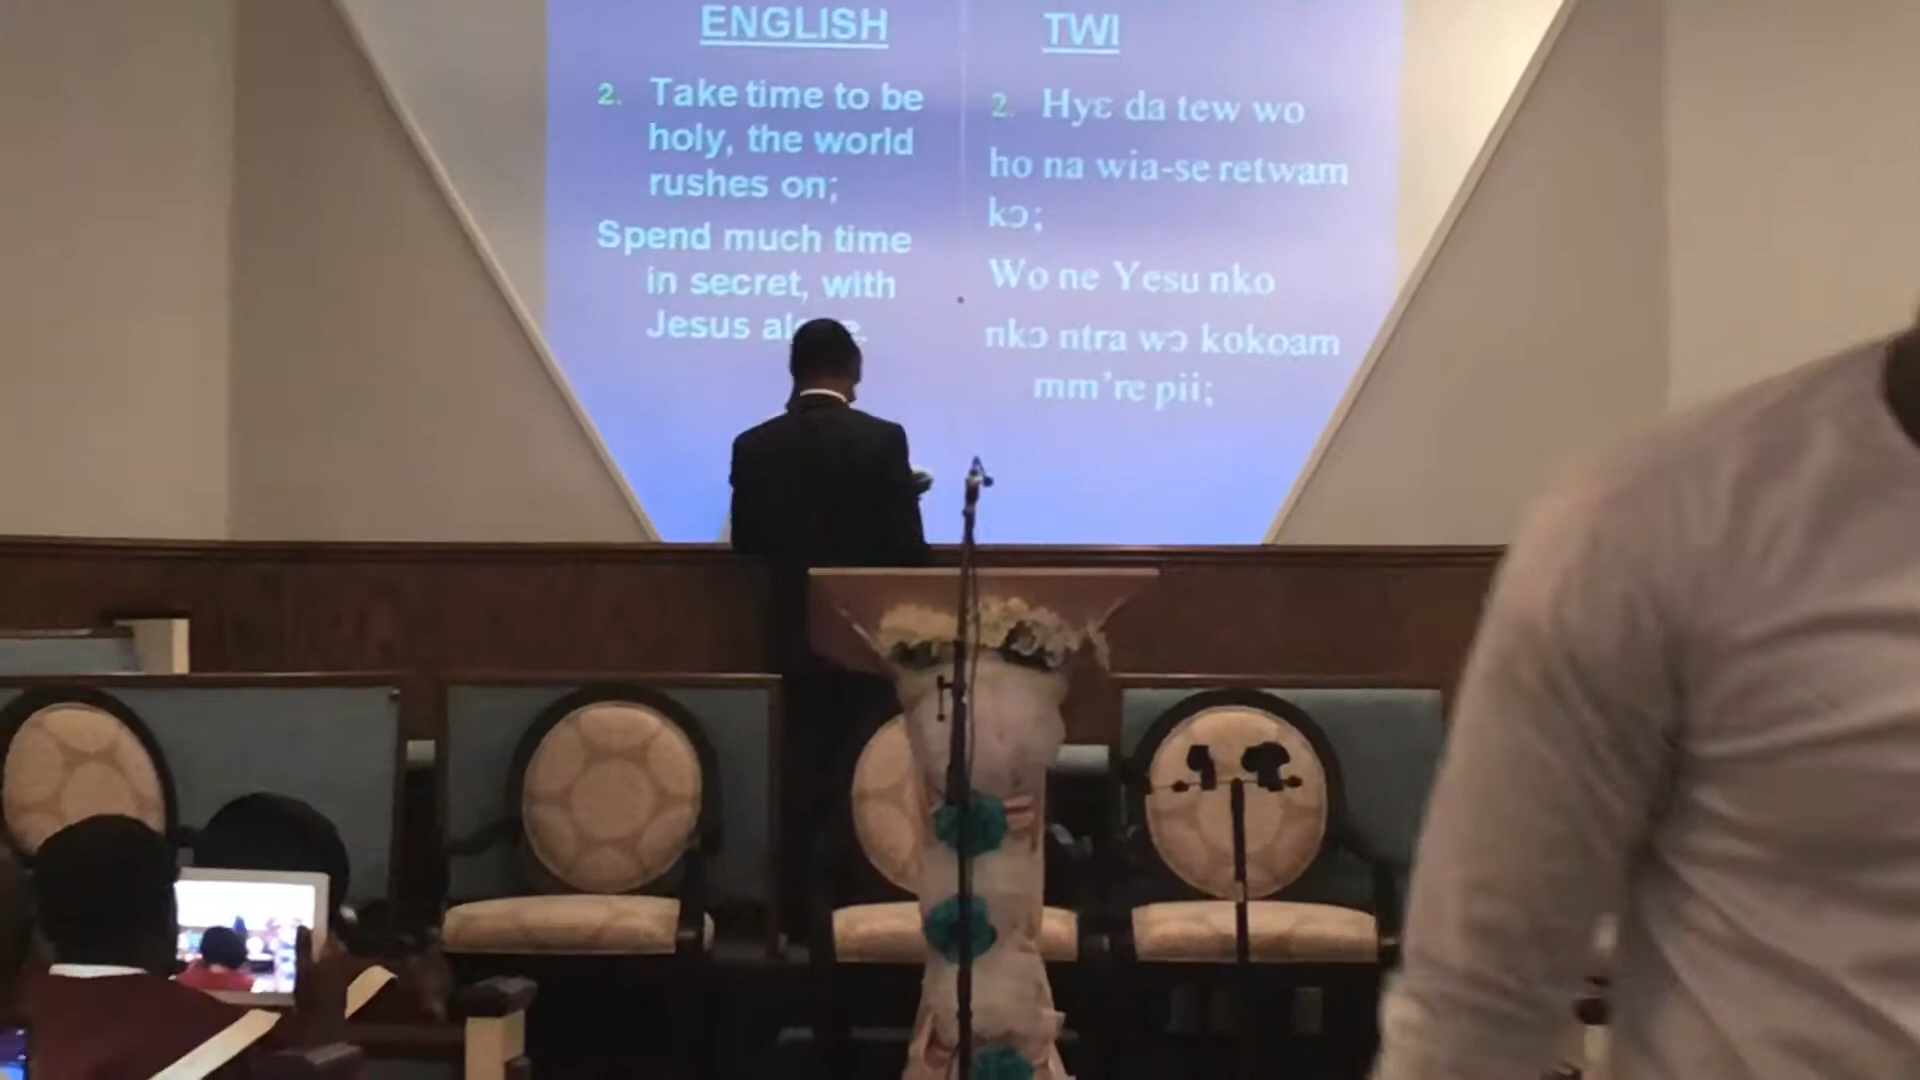 ENGLISH
2. Take time to be
holy, the world
rushes on;
Spend much time
in secret, with
Jesus
TWI
2. Hyɛ da tew wo
ho na wia-se retwam
kɔ;
Wo ne Yesu nko
nkɔ ntra wɔ kokoam
mm're pii;